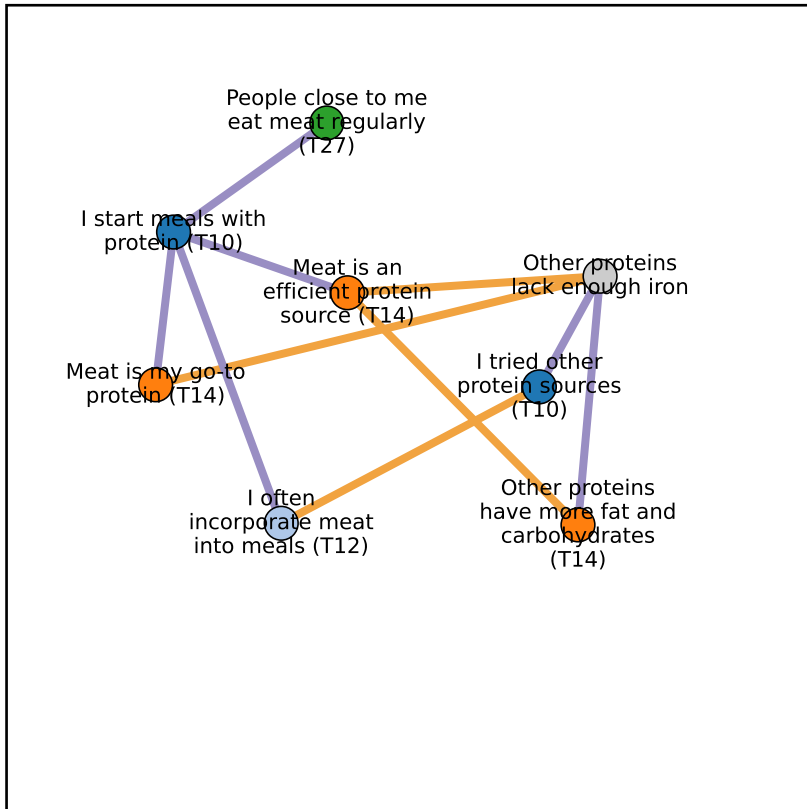 People close to me
eat meat regularly
(T27)
I start meals with
protein (T10)
Meat is an
efficient protein
source (T14)
Other proteins
lack enough iron
Meat is my go-to
protein (T14)
I tried other
protein sources
(T10)
I often
incorporate meat
into meals (T12)
Other proteins
have more fat and
carbohydrates
(T14)